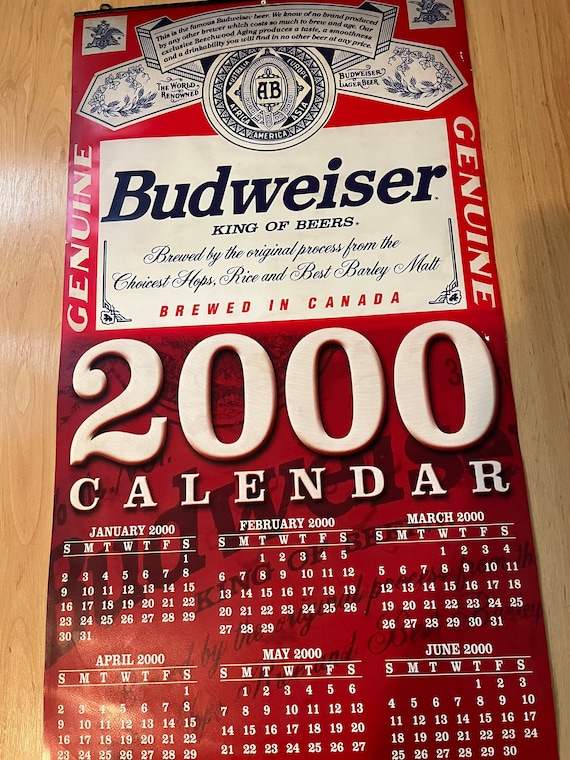 This is the famous Budweiser beer. We know of no brand produced
by any other brewer which costs so much to brew and age. Our
exclusive Beechwood Aging produces a taste, a smoothness
and a drinkability you will find in no other beer at any price.
THE WORLD RENOWNED
AB
EUROPA
AFRICA
AMERICA
ASIA
BUDWEISER LAGER BEER
GENUINE
GENUINE
Budweiser
KING OF BEERS
Brewed by the original process from the
Choicest Hops, Rice and Best Barley Malt
BREWED IN CANADA
2000
CALENDAR
JANUARY 2000
S M T W T F S
1
2 3 4 5 6 7 8
9 10 11 12 13 14 15
16 17 18 19 20 21 22
23 24 25 26 27 28 29
30 31
FEBRUARY 2000
S M T W T F S
1 2 3 4 5
6 7 8 9 10 11 12
13 14 15 16 17 18 19
20 21 22 23 24 25 26
27 28 29
MARCH 2000
S M T W T F S
1 2 3 4
5 6 7 8 9 10 11
12 13 14 15 16 17 18
19 20 21 22 23 24 25
26 27 28 29 30 31
APRIL 2000
S M T W T F S
1
2 3 4 5 6 7 8
9 10 11 12 13 14 15
16 17 18 19 20 21 22
23 24 25 26 27 28 29
MAY 2000
S M T W T F S
1 2 3 4 5 6
7 8 9 10 11 12 13
14 15 16 17 18 19 20
21 22 23 24 25 26 27
JUNE 2000
S M T W T F S
1 2 3
4 5 6 7 8 9 10
11 12 13 14 15 16 17
18 19 20 21 22 23 24
25 26 27 28 29 30